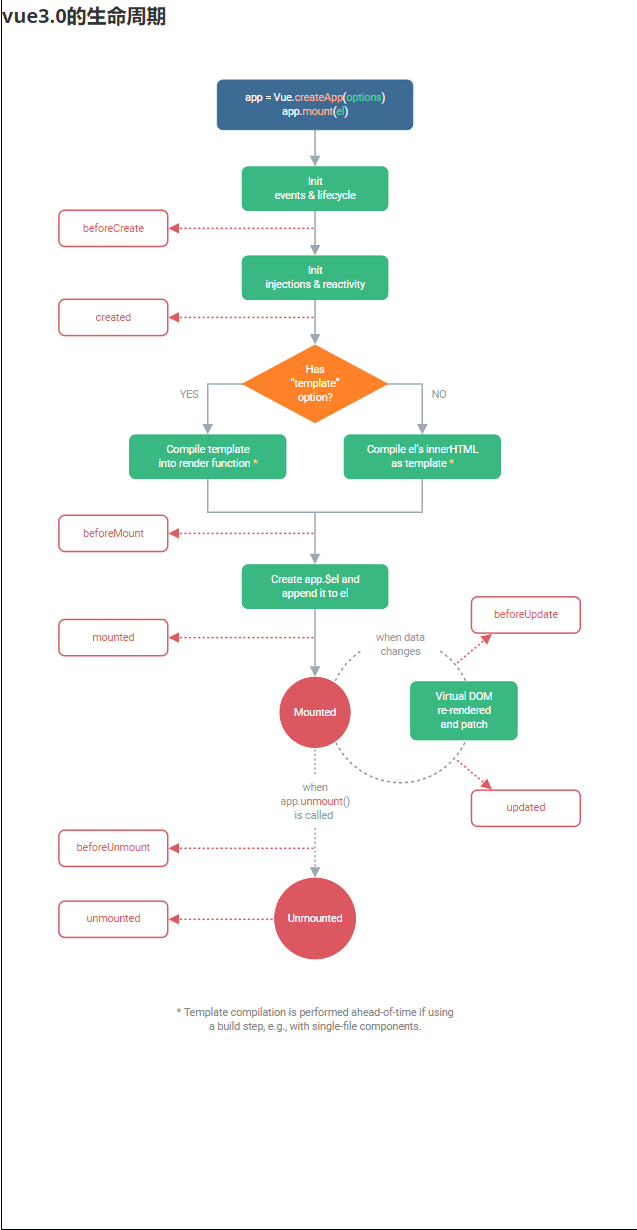 vue3.0的生命周期
app = Vue.createApp(options)
app.mount(el)
Init
events & lifecycle
beforeCreate
Init
injections & reactivity
created
Has
"template"
option?
YES
NO
Compile template
into render function *
Compile el's innerHTML
as template *
beforeMount
Create app.$el and
append it to el
beforeUpdate
mounted
when data
changes
Mounted
Virtual DOM
re-rendered
and patch
when
app.unmount()
is called
updated
beforeUnmount
unmounted
Unmounted
* Template compilation is performed ahead-of-time if using
a build step, e.g., with single-file components.